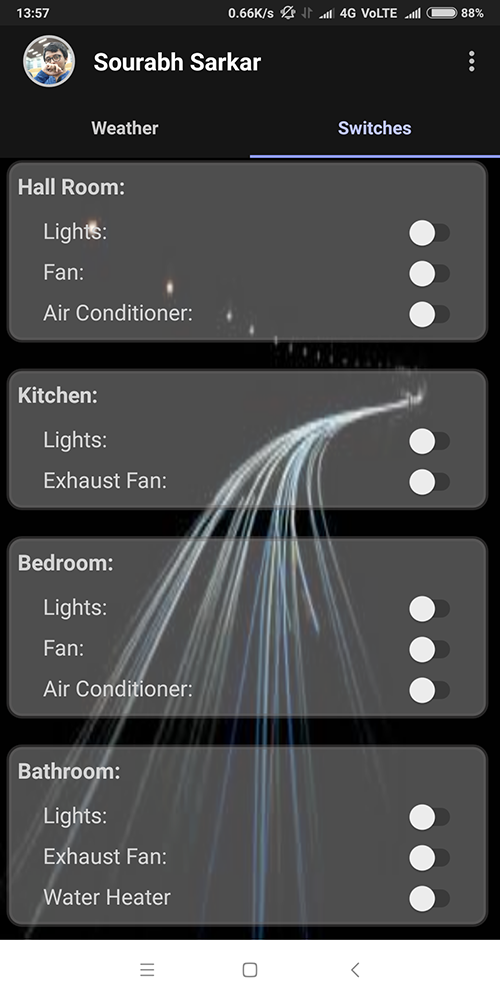 13:57 0.66K/s 4G VoLTE 88%
Sourabh Sarkar
Weather Switches
Hall Room:
Lights:
Fan:
Air Conditioner:
Kitchen:
Lights:
Exhaust Fan:
Bedroom:
Lights:
Fan:
Air Conditioner:
Bathroom:
Lights:
Exhaust Fan:
Water Heater